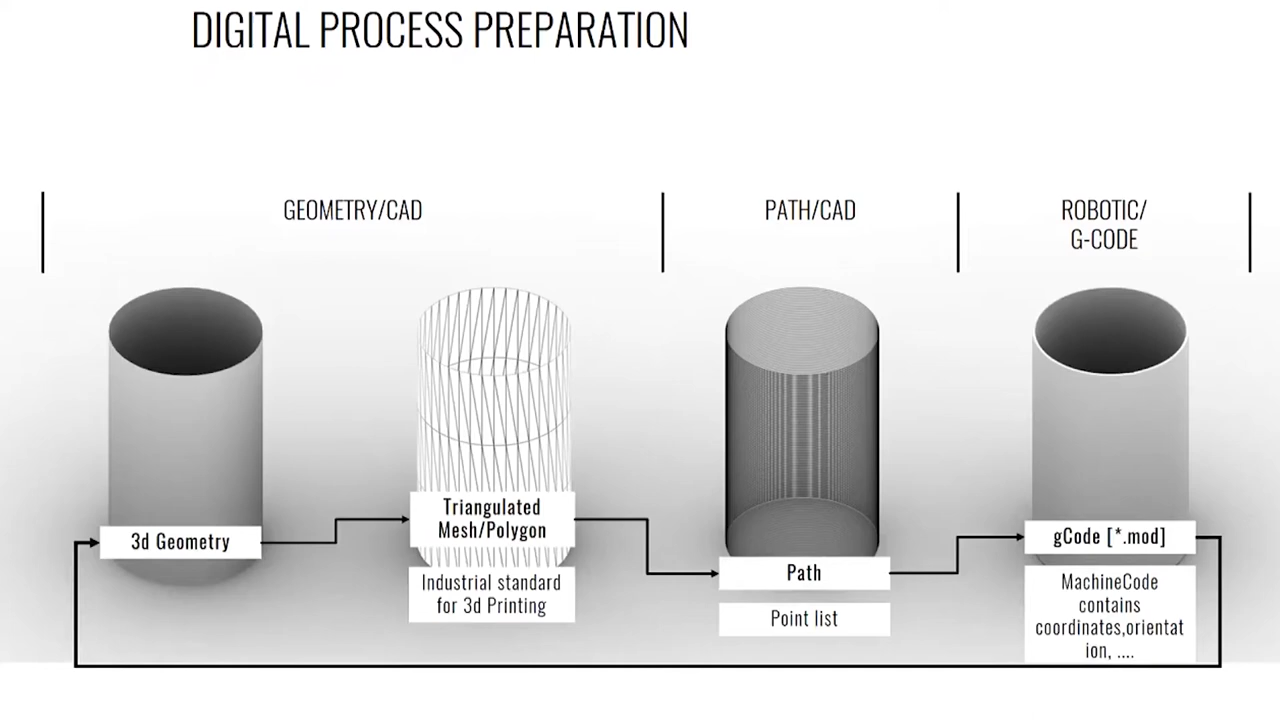 DIGITAL PROCESS PREPARATION
GEOMETRY/CAD
PATH/CAD
ROBOTIC/
G-CODE
3d Geometry
Triangulated
Mesh/Polygon
Industrial standard
for 3d Printing
Path
Point list
gCode [*.mod]
MachineCode
contains
coordinates,orientat
ion, ....